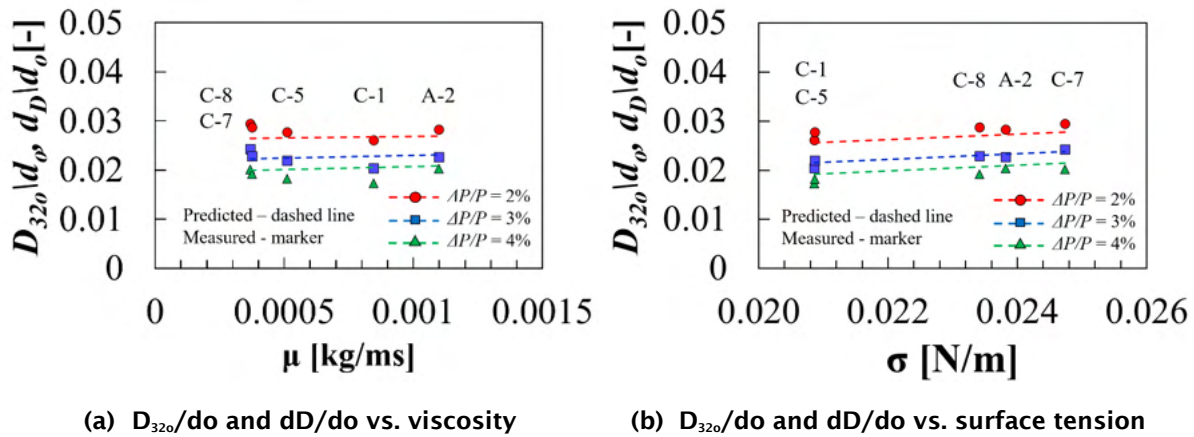 D₃₂ₒ\dₒ, d_D\dₒ[-]
0.05
0.04
0.03
0.02
0.01
0
C-8 C-5 C-1 A-2
C-7
Predicted – dashed line
Measured - marker
ΔP/P = 2%
ΔP/P = 3%
ΔP/P = 4%
0 0.0005 0.001 0.0015
μ [kg/ms]
(a) D₃₂ₒ/do and dD/do vs. viscosity
D₃₂ₒ\dₒ, d_D\dₒ[-]
0.05
0.04
0.03
0.02
0.01
0
C-1 C-8 A-2 C-7
C-5
Predicted – dashed line
Measured - marker
ΔP/P = 2%
ΔP/P = 3%
ΔP/P = 4%
0.020 0.022 0.024 0.026
σ [N/m]
(b) D₃₂ₒ/do and dD/do vs. surface tension